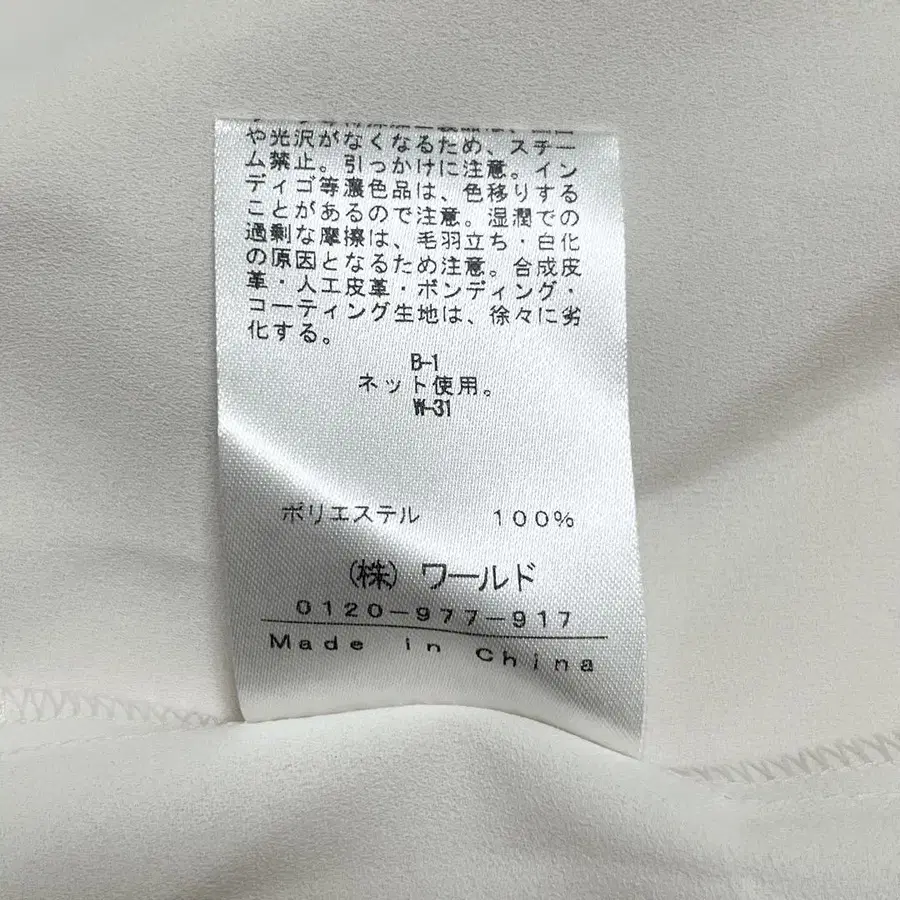 や光沢がなくなるため、スチー
ム禁止。引っかけに注意。イン
ディゴ等濃色品は、色移りする
ことがあるので注意。湿潤での
過剰な摩擦は、毛羽立ち・白化
の原因となるため注意。合成皮
革・人工皮革・ボンディング・
コーティング生地は、徐々に劣
化する。
B-1
ネット使用。
W-31
ポリエステル 100%
(株)ワールド
0120-977-917
Made in China